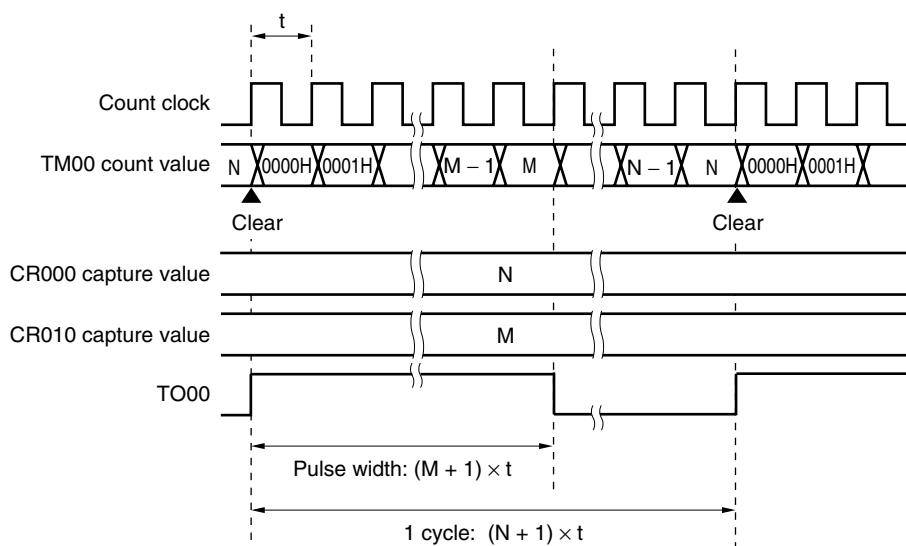 t
Count clock
TM00 count value N 0000H 0001H M – 1 M N – 1 N 0000H 0001H
Clear Clear
CR000 capture value N
CR010 capture value M
TO00
Pulse width: (M + 1) × t
1 cycle: (N + 1) × t